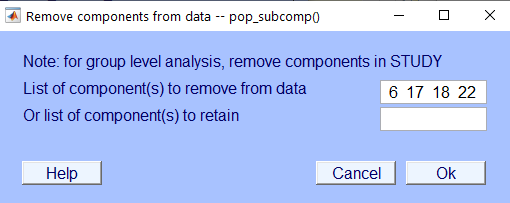 Remove components from data -- pop_subcomp()
Note: for group level analysis, remove components in STUDY
List of component(s) to remove from data 6 17 18 22
Or list of component(s) to retain
Help Cancel Ok